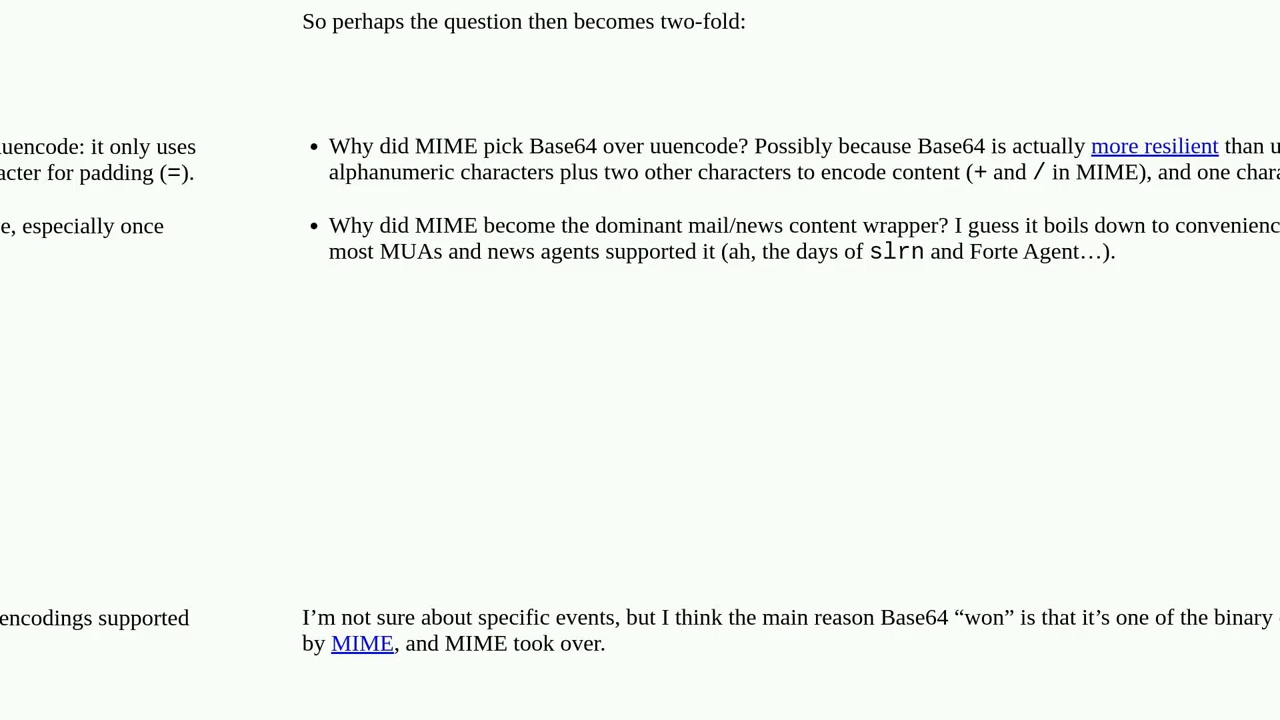 So perhaps the question then becomes two-fold:
uencode: it only uses
acter for padding (=).
e, especially once
• Why did MIME pick Base64 over uuencode? Possibly because Base64 is actually more resilient than u
alphanumeric characters plus two other characters to encode content (+ and / in MIME), and one chara
• Why did MIME become the dominant mail/news content wrapper? I guess it boils down to convenienc
most MUAs and news agents supported it (ah, the days of slrn and Forte Agent…).
encodings supported
I’m not sure about specific events, but I think the main reason Base64 “won” is that it’s one of the binary
by MIME, and MIME took over.